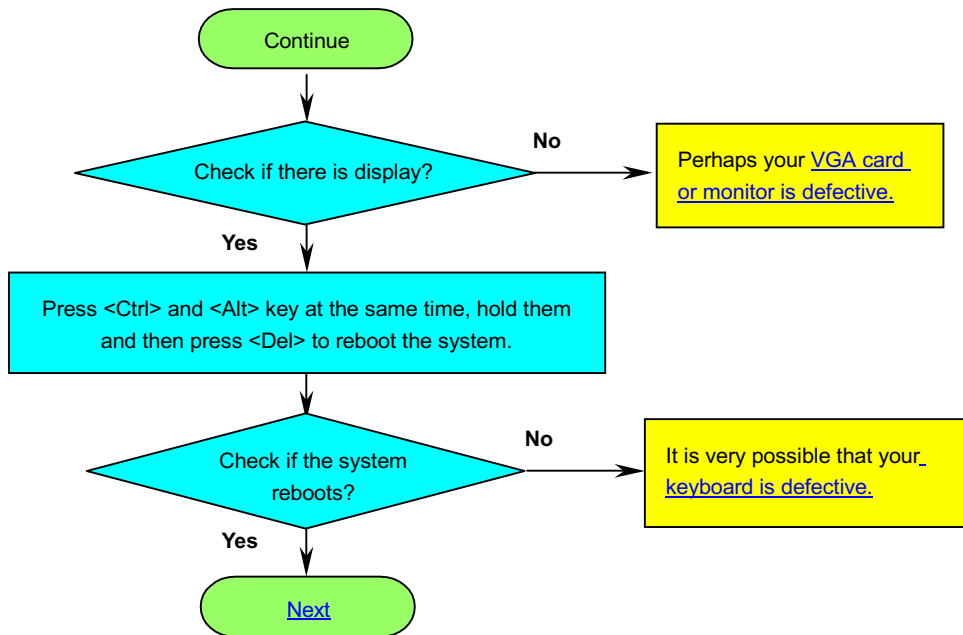 Continue
Check if there is display?
No
Perhaps your VGA card
or monitor is defective.
Yes
Press <Ctrl> and <Alt> key at the same time, hold them
and then press <Del> to reboot the system.
Check if the system
reboots?
No
It is very possible that your
keyboard is defective.
Yes
Next